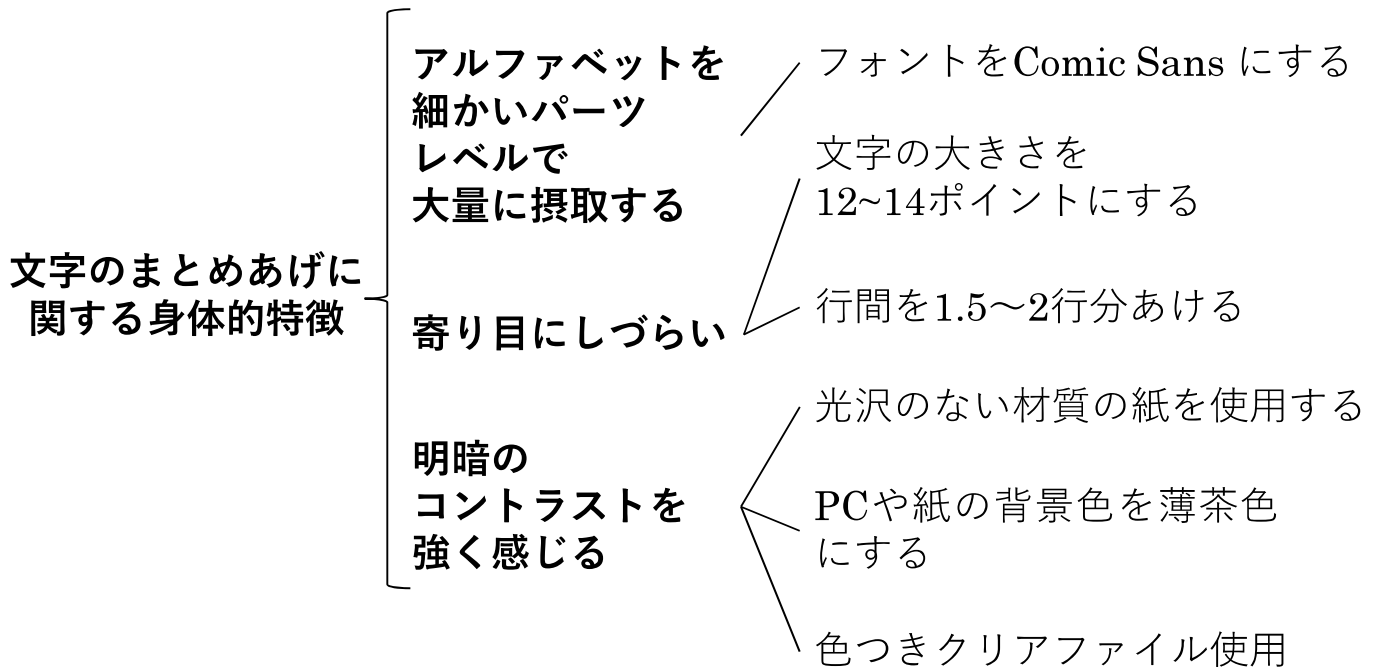 文字のまとめあげに
関する身体的特徴
アルファベットを
細かいパーツ
レベルで
大量に摂取する
フォントをComic Sans にする
文字の大きさを
12~14ポイントにする
寄り目にしづらい
行間を1.5〜2行分あける
明暗の
コントラストを
強く感じる
光沢のない材質の紙を使用する
PCや紙の背景色を薄茶色
にする
色つきクリアファイル使用